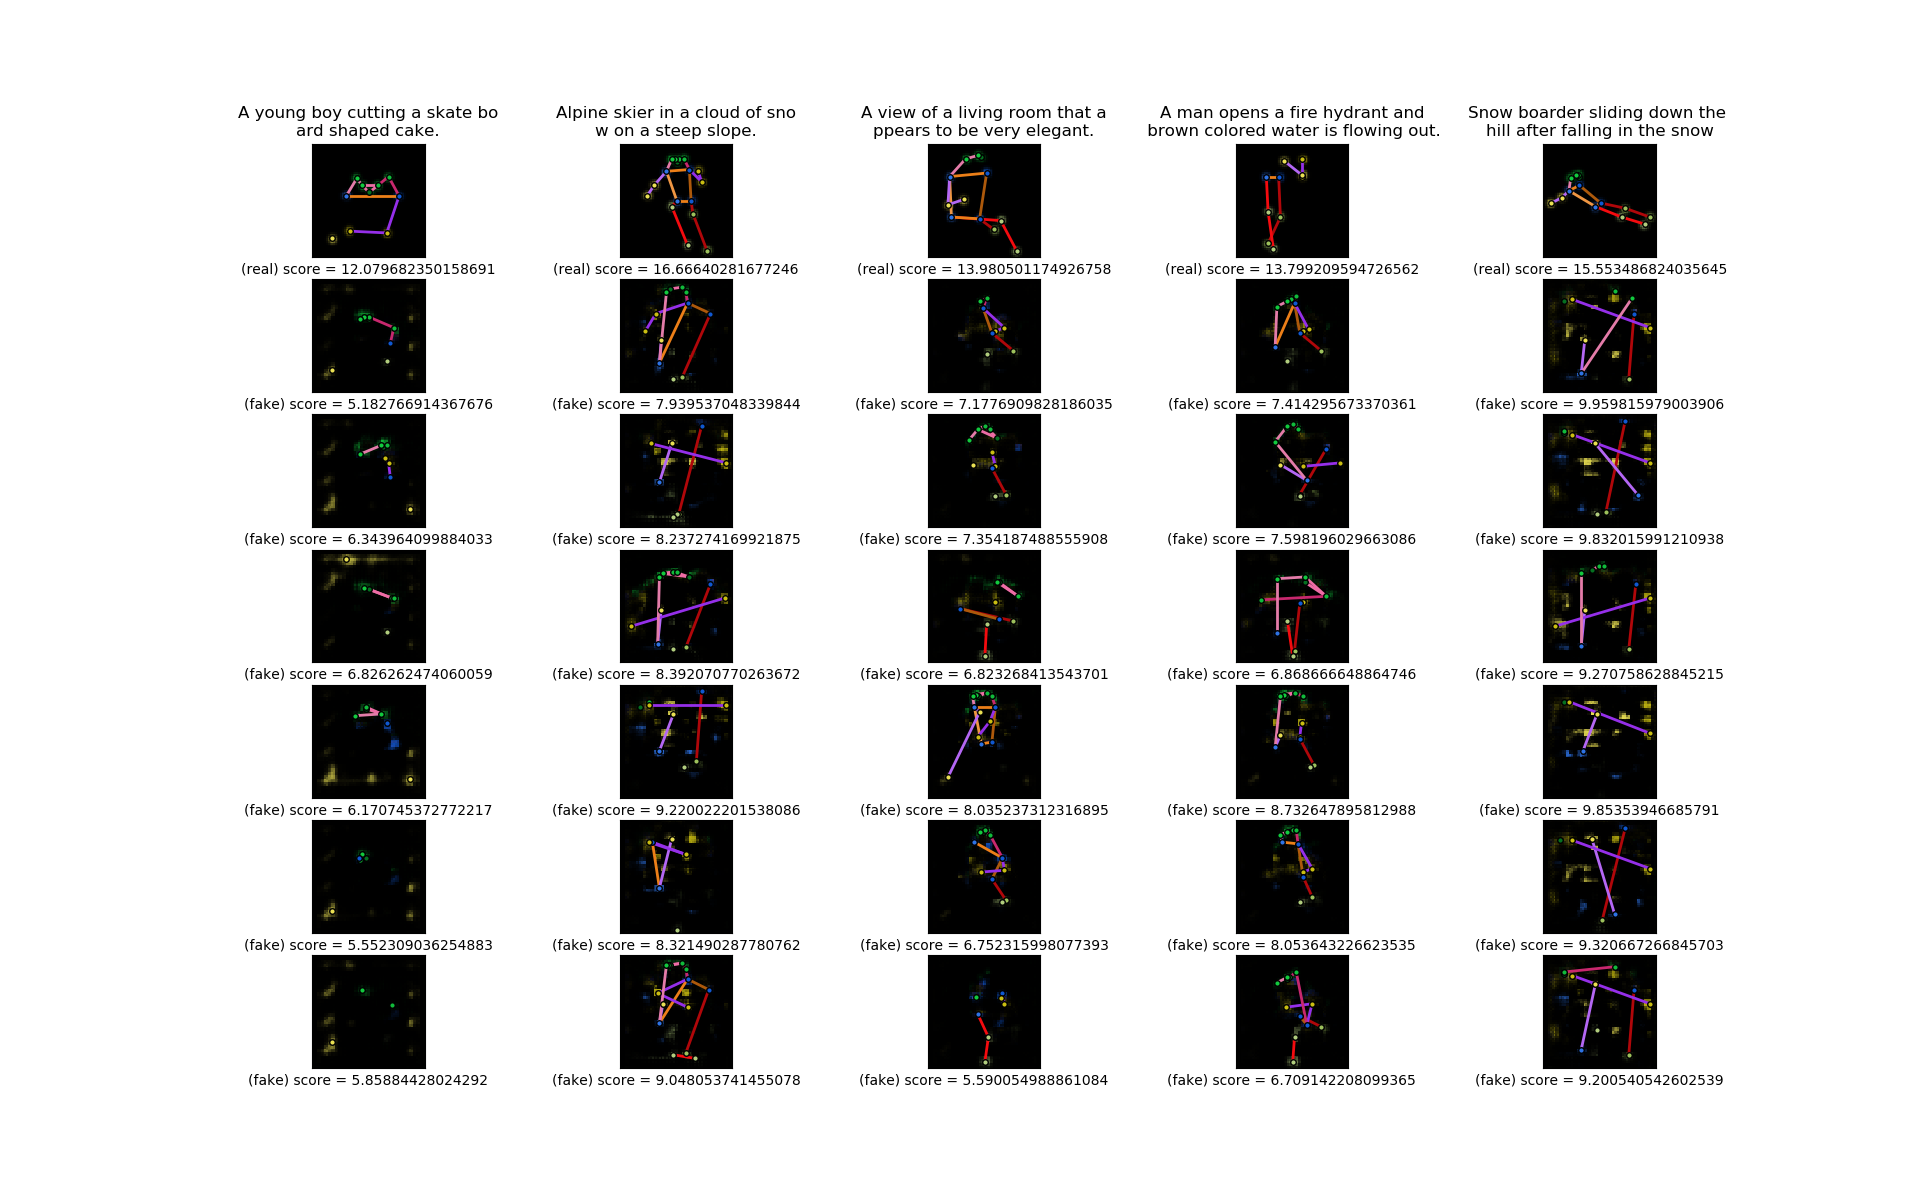 A young boy cutting a skate bo
ard shaped cake.
Alpine skier in a cloud of sno
w on a steep slope.
A view of a living room that a
ppears to be very elegant.
A man opens a fire hydrant and
brown colored water is flowing out.
Snow boarder sliding down the
hill after falling in the snow
(real) score = 12.079682350158691
(real) score = 16.66640281677246
(real) score = 13.980501174926758
(real) score = 13.799209594726562
(real) score = 15.553486824035645
(fake) score = 5.182766914367676
(fake) score = 7.939537048339844
(fake) score = 7.1776909828186035
(fake) score = 7.414295673370361
(fake) score = 9.959815979003906
(fake) score = 6.343964099884033
(fake) score = 8.237274169921875
(fake) score = 7.354187488555908
(fake) score = 7.598196029663086
(fake) score = 9.832015991210938
(fake) score = 6.826262474060059
(fake) score = 8.392070770263672
(fake) score = 6.823268413543701
(fake) score = 6.868666648864746
(fake) score = 9.270758628845215
(fake) score = 6.170745372772217
(fake) score = 9.220022201538086
(fake) score = 8.035237312316895
(fake) score = 8.732647895812988
(fake) score = 9.85353946685791
(fake) score = 5.552309036254883
(fake) score = 8.321490287780762
(fake) score = 6.752315998077393
(fake) score = 8.053643226623535
(fake) score = 9.320667266845703
(fake) score = 5.85884428024292
(fake) score = 9.048053741455078
(fake) score = 5.590054988861084
(fake) score = 6.709142208099365
(fake) score = 9.200540542602539